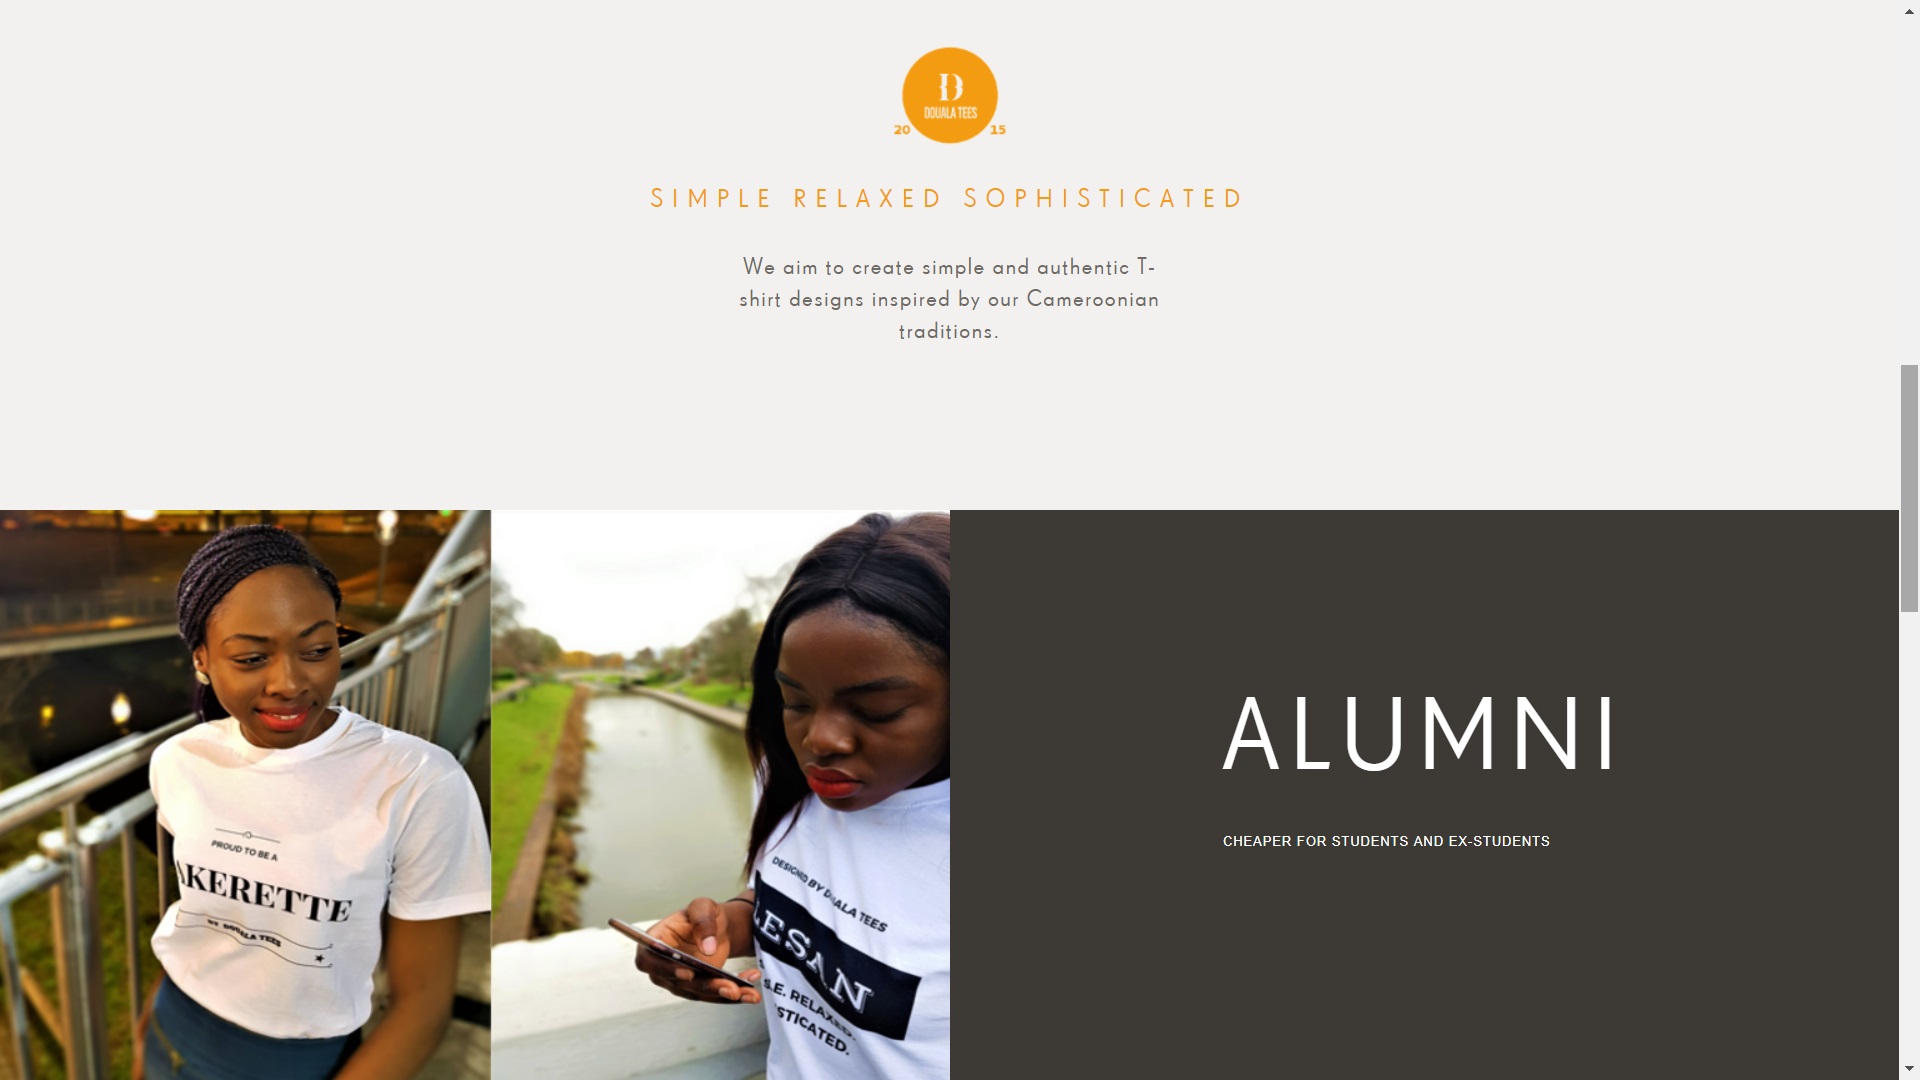 D
DOUALA TEES
20 15
SIMPLE RELAXED SOPHISTICATED
We aim to create simple and authentic T-
shirt designs inspired by our Cameroonian
traditions.
PROUD TO BE A
AKERETTE
BY DOUALA TEES
DESIGNED BY DOUALA TEES
LESAN
RELAXED.
STICATED.
ALUMNI
CHEAPER FOR STUDENTS AND EX-STUDENTS